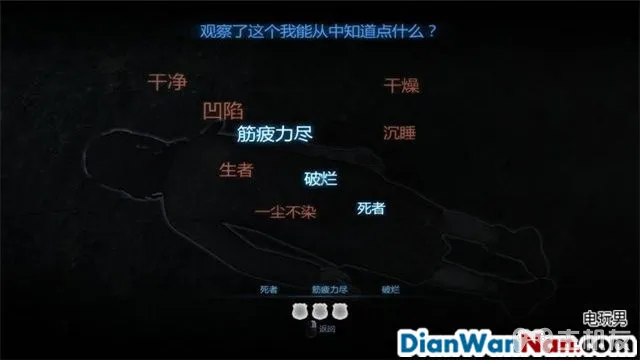 观察了这个我能从中知道点什么？
干净
干燥
凹陷
筋疲力尽
沉睡
生者
破烂
一尘不染
死者
死者 筋疲力尽 破烂
返回
电玩男
DianWanNan.com